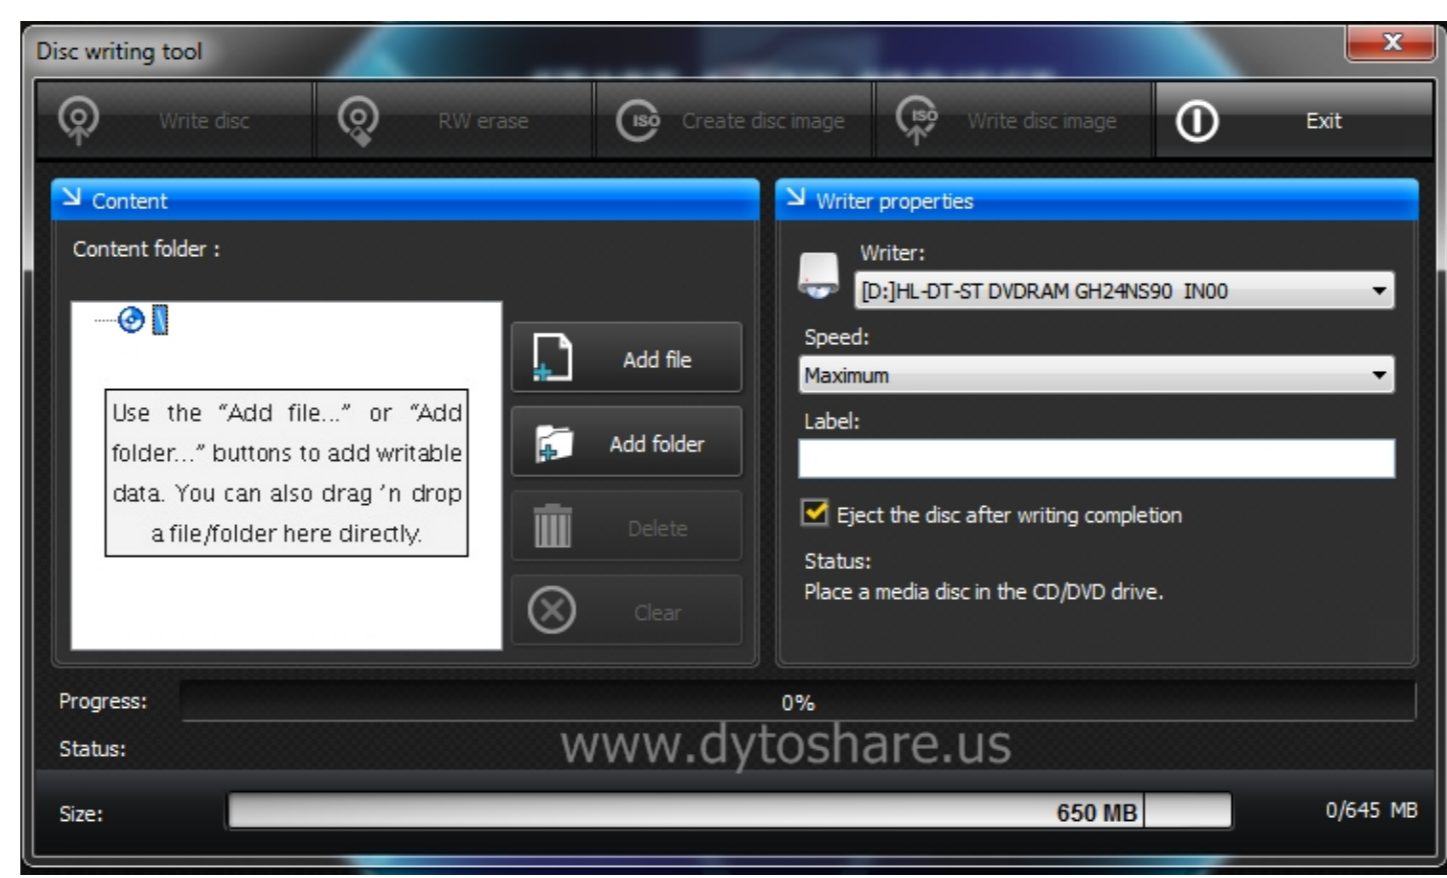 Disc writing tool
Write disc
RW erase
ISO
Create disc image
ISO
Write disc image
Exit
Content
Content folder :
Use the “Add file...” or “Add
folder...” buttons to add writable
data. You can also drag ’n drop
a file/folder here directly.
Add file
Add folder
Delete
Clear
Writer properties
Writer:
[D:]HL-DT-ST DVDRAM GH24NS90 IN00
Speed:
Maximum
Label:
Eject the disc after writing completion
Status:
Place a media disc in the CD/DVD drive.
Progress:
0%
Status:
www.dytoshare.us
Size:
650 MB
0/645 MB